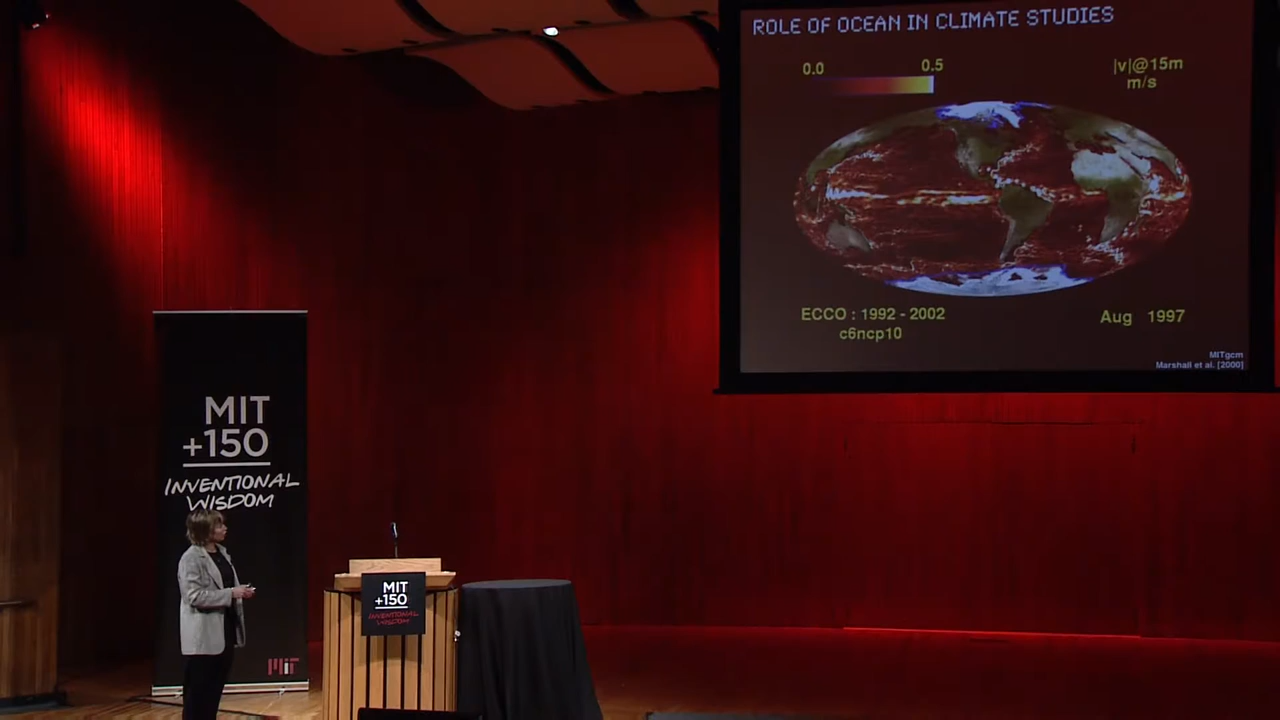 ROLE OF OCEAN IN CLIMATE STUDIES
0.0
0.5
|v|@15m
m/s
ECCO : 1992 - 2002
c6ncp10
Aug 1997
MITgcm
Marshall et al. [2000]
MIT
+150
INVENTIONAL
WISDOM
MIT
+150
INVENTIONAL
WISDOM
MIT